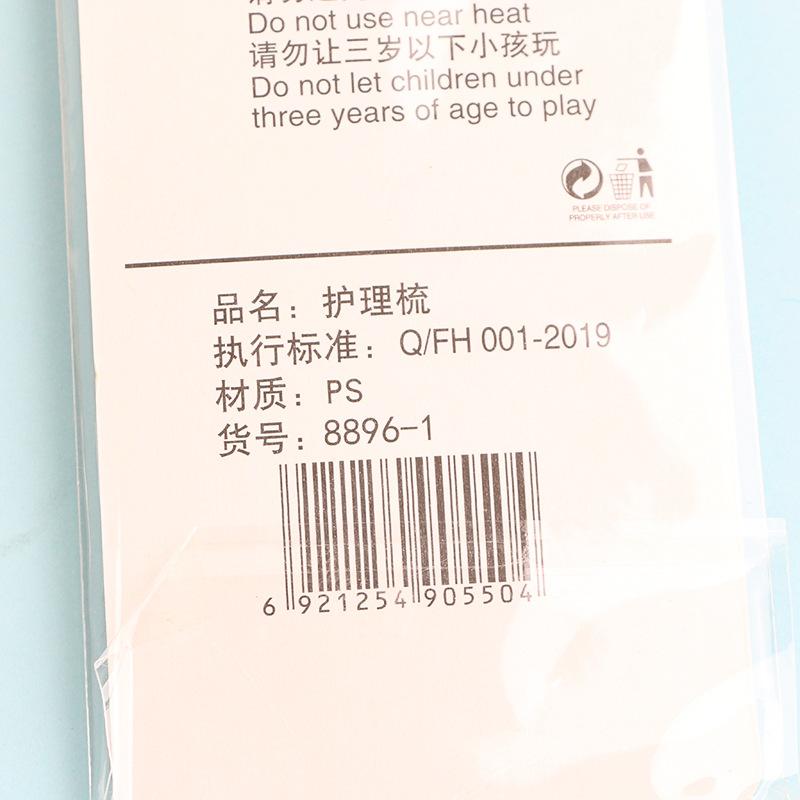 Do not use near heat
请勿让三岁以下小孩玩
Do not let children under
three years of age to play
PLEASE DISPOSE OF
PROPERLY AFTER USE
品名：护理梳
执行标准：Q/FH 001-2019
材质：PS
货号：8896-1
6 921254 905504